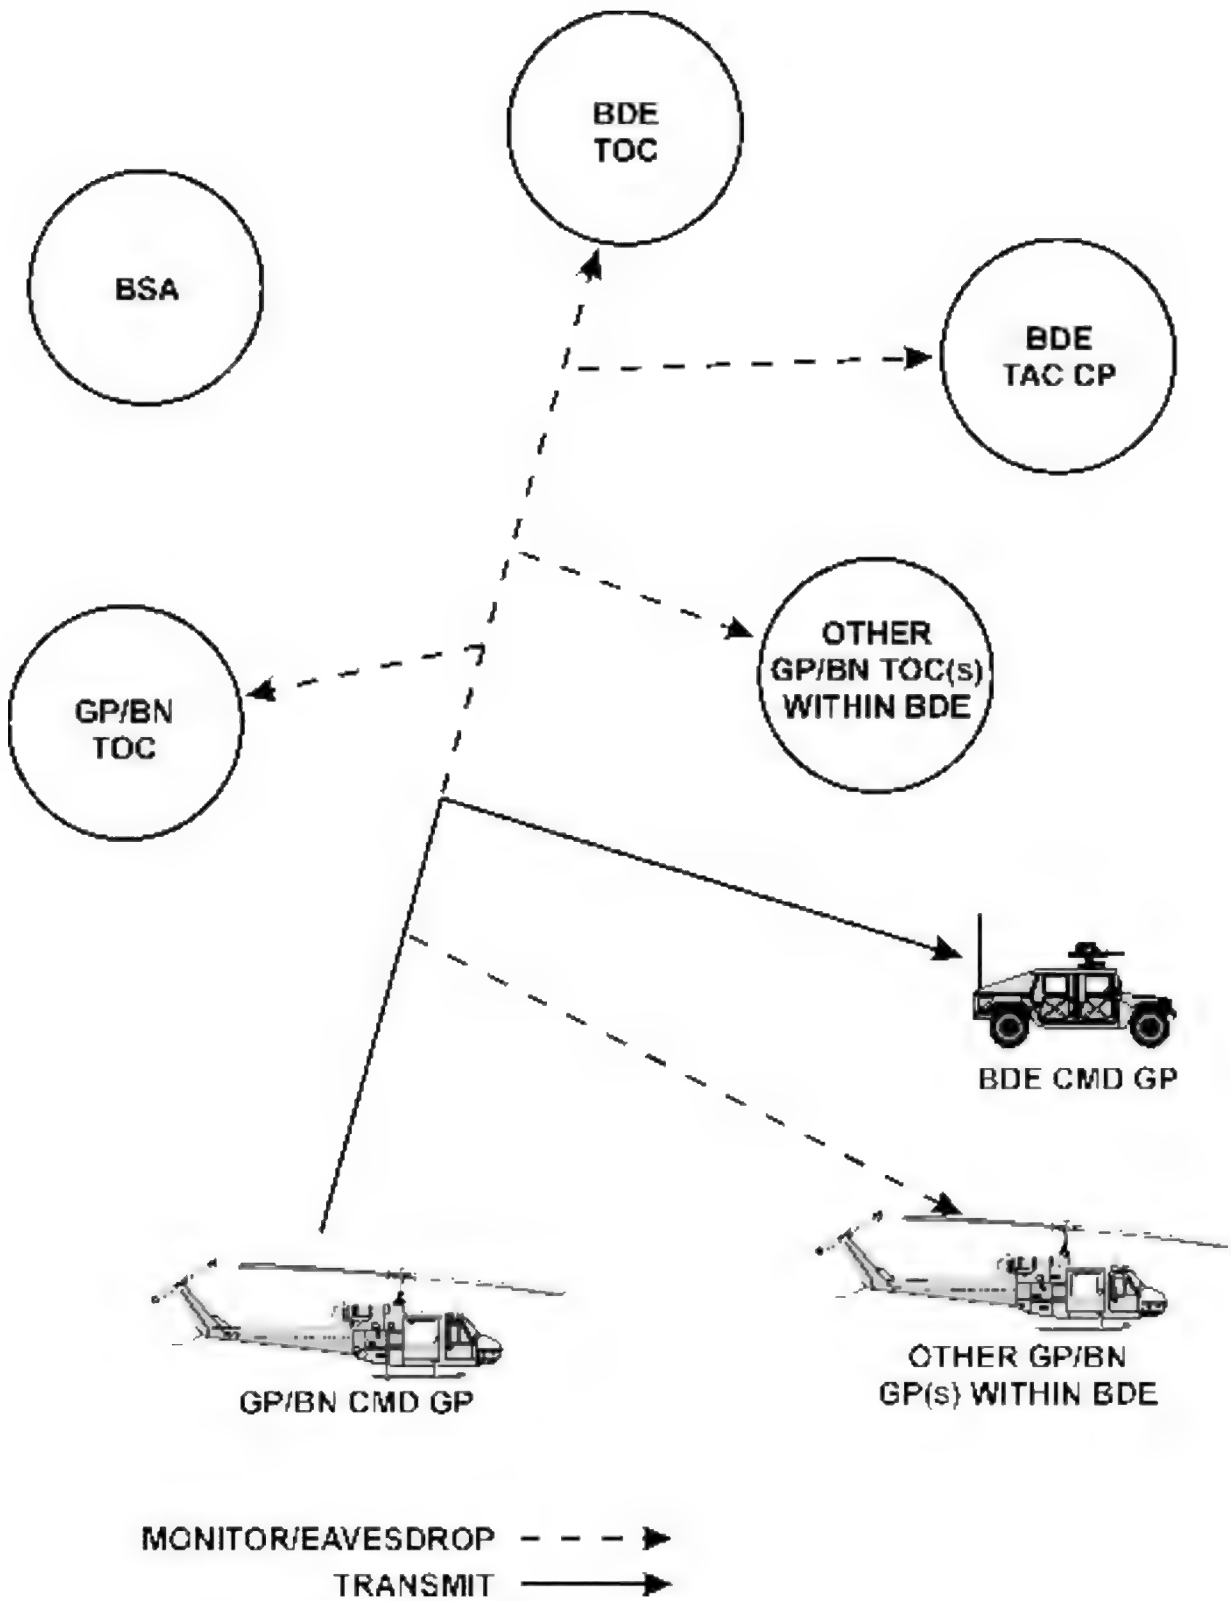 BDE
TOC
BSA
BDE
TAC CP
OTHER
GP/BN TOC(s)
WITHIN BDE
GP/BN
TOC
BDE CMD GP
OTHER GP/BN
GP(s) WITHIN BDE
GP/BN CMD GP
MONITOR/EAVESDROP
TRANSMIT